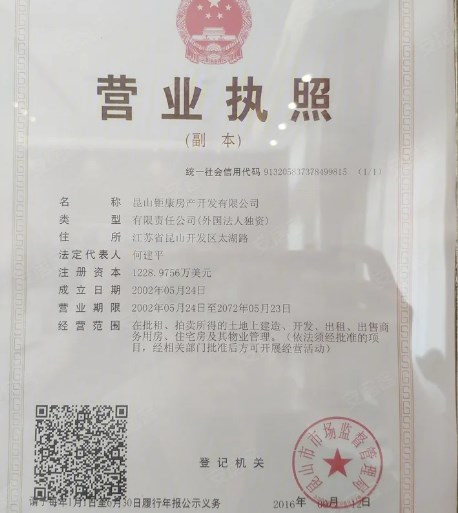 营业执照
(副 本)
统一社会信用代码 913205837378499815 (1/1)
名 称 昆山钜康房产开发有限公司
类 型 有限责任公司(外国法人独资)
住 所 江苏省昆山开发区太湖路
法定代表人 何建平
注册资本 1228.9756万美元
成立日期 2002年05月24日
营业期限 2002年05月24日至2072年05月23日
经营范围 在批租、拍卖所得的土地上建造、开发、出租、出售商
务用房、住宅房及其物业管理。(依法须经批准的项
目,经相关部门批准后方可开展经营活动)
登记机关
昆山市市场监督管理局
请于每年1月1日至6月30日履行年报公示义务
2016年 09月 12日